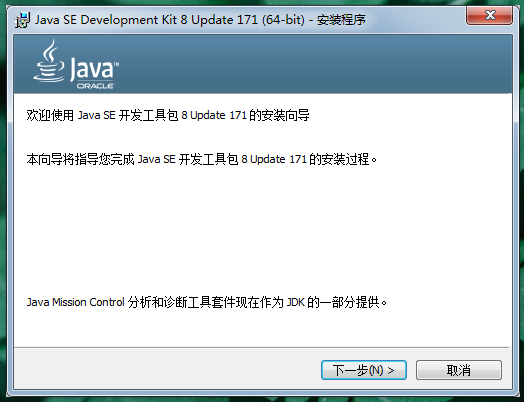 Java SE Development Kit 8 Update 171 (64-bit) - 安装程序
Java™
ORACLE
欢迎使用 Java SE 开发工具包 8 Update 171 的安装向导
本向导将指导您完成 Java SE 开发工具包 8 Update 171 的安装过程。
Java Mission Control 分析和诊断工具套件现在作为 JDK 的一部分提供。
下一步(N) > 取消